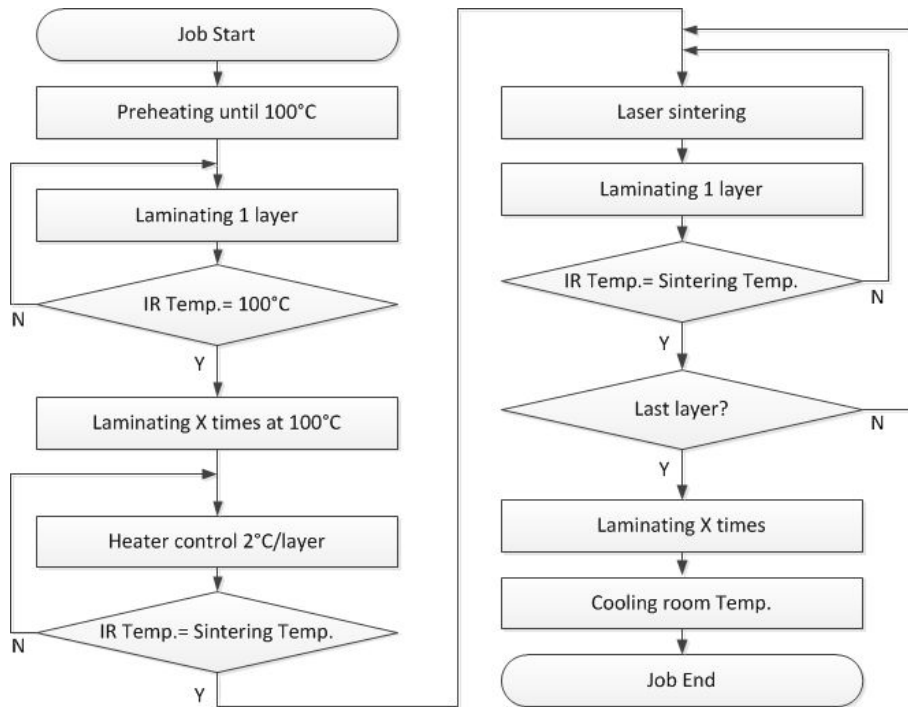 Job Start
Preheating until 100°C
Laminating 1 layer
IR Temp.= 100°C
N
Y
Laminating X times at 100°C
Heater control 2°C/layer
IR Temp.= Sintering Temp.
N
Y
Laser sintering
Laminating 1 layer
IR Temp.= Sintering Temp.
N
Y
Last layer?
N
Y
Laminating X times
Cooling room Temp.
Job End